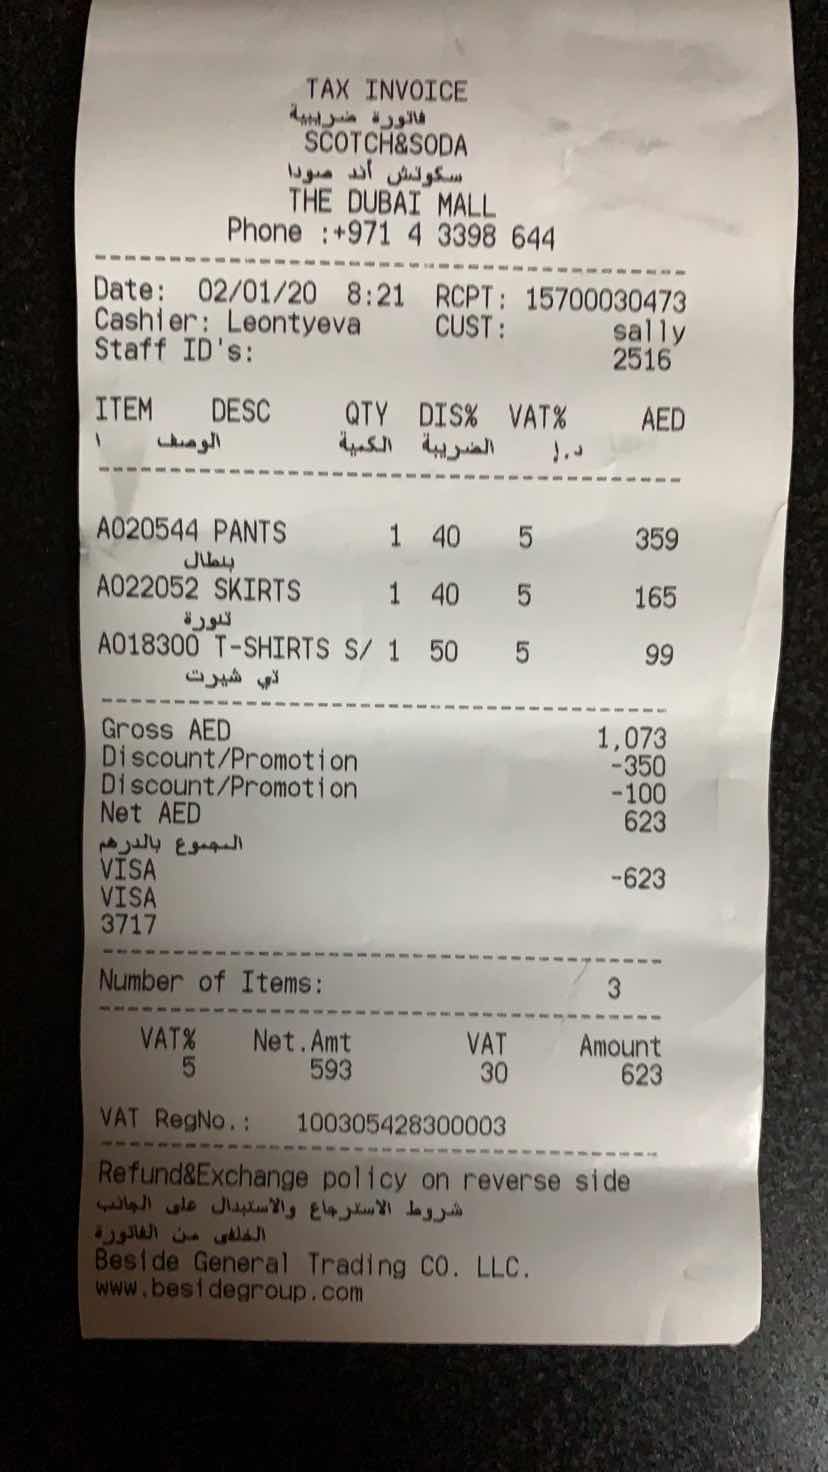 TAX INVOICE
فاتورة ضريبية
SCOTCH&SODA
سكوتش أند صودا
THE DUBAI MALL
Phone :+971 4 3398 644
Date: 02/01/20 8:21 RCPT: 15700030473
Cashier: Leontyeva CUST: sally
Staff ID's: 2516
ITEM DESC QTY DIS% VAT% AED
ا الوصف الكمية الضريبة د.إ
A020544 PANTS 1 40 5 359
بنطال
A022052 SKIRTS 1 40 5 165
تنورة
A018300 T-SHIRTS S/ 1 50 5 99
تي شيرت
Gross AED 1,073
Discount/Promotion -350
Discount/Promotion -100
Net AED 623
المجموع بالدرهم
VISA -623
VISA
3717
Number of Items: 3
VAT% Net.Amt VAT Amount
5 593 30 623
VAT RegNo.: 100305428300003
Refund&Exchange policy on reverse side
شروط الاسترجاع والاستبدال على الجانب
الخلفي من الفاتورة
Beside General Trading CO. LLC.
www.besidegroup.com